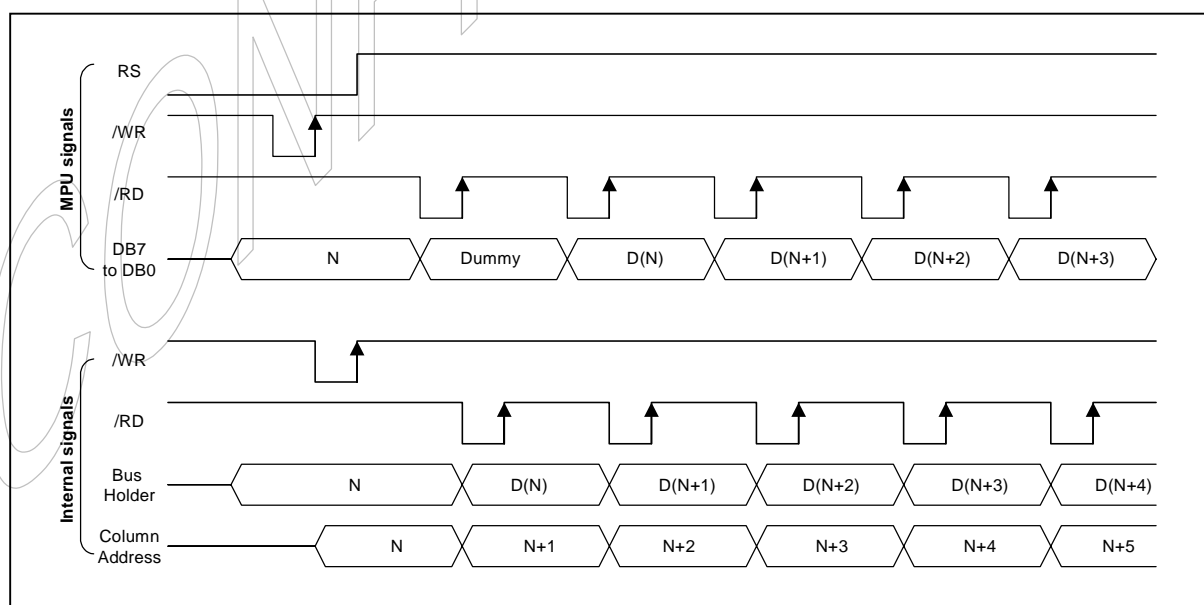 MPU signals
RS
/WR
/RD
DB7
to DB0
N Dummy D(N) D(N+1) D(N+2) D(N+3)
Internal signals
/WR
/RD
Bus
Holder
N D(N) D(N+1) D(N+2) D(N+3) D(N+4)
Column
Address
N N+1 N+2 N+3 N+4 N+5